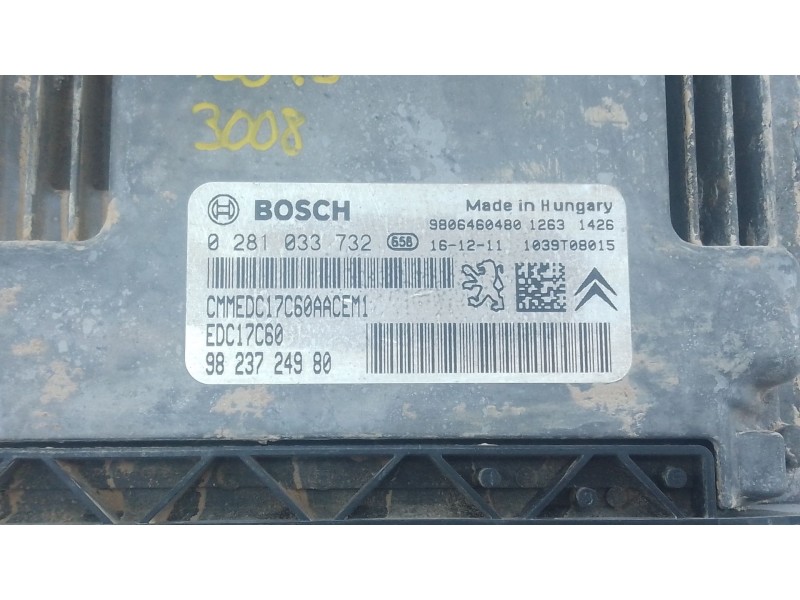 3008
BOSCH
Made in Hungary
0 281 033 732 658
9806460480 1263 1426
16-12-11 1039T08015
CMMEDC17C60AACEM1
EDC17C60
98 237 249 80